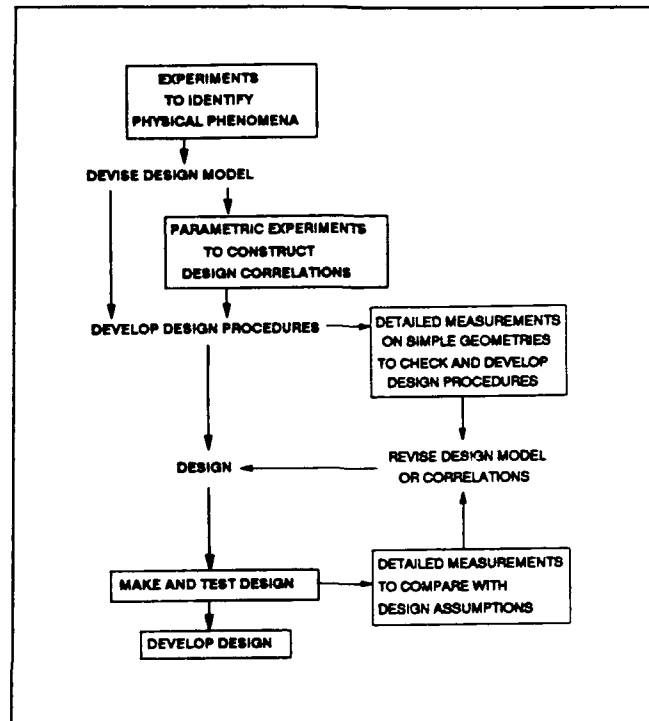 EXPERIMENTS
TO IDENTIFY
PHYSICAL PHENOMENA
DEVISE DESIGN MODEL
PARAMETRIC EXPERIMENTS
TO CONSTRUCT
DESIGN CORRELATIONS
DEVELOP DESIGN PROCEDURES
DETAILED MEASUREMENTS
ON SIMPLE GEOMETRIES
TO CHECK AND DEVELOP
DESIGN PROCEDURES
DESIGN
REVISE DESIGN MODEL
OR CORRELATIONS
MAKE AND TEST DESIGN
DETAILED MEASUREMENTS
TO COMPARE WITH
DESIGN ASSUMPTIONS
DEVELOP DESIGN